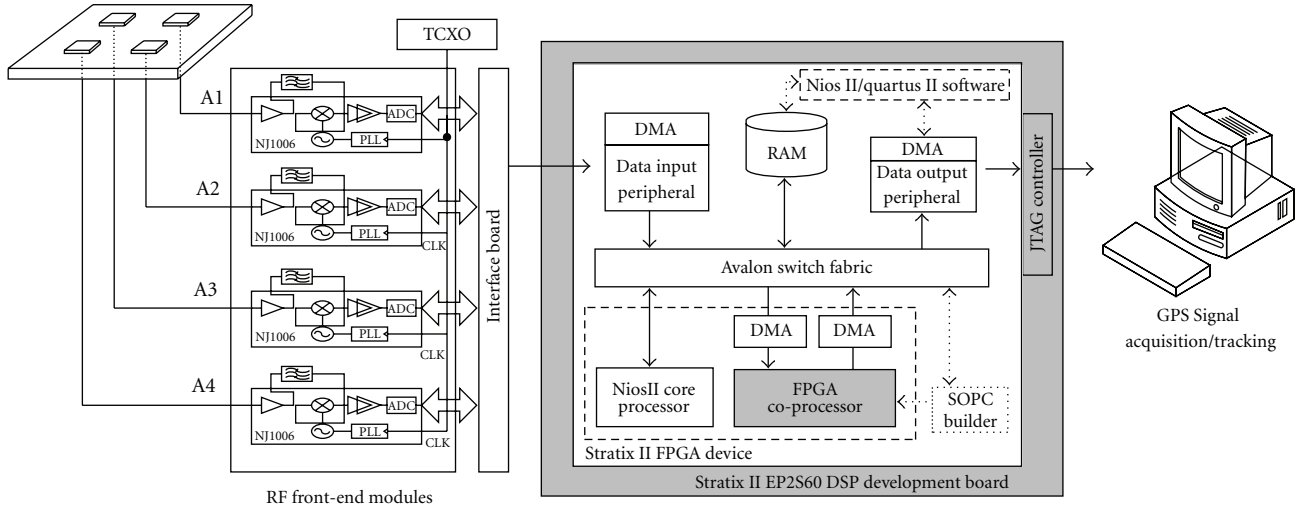 TCXO
A1
ADC
PLL
NJ1006
A2
ADC
PLL
NJ1006
CLK
A3
ADC
PLL
NJ1006
CLK
A4
ADC
PLL
NJ1006
CLK
RF front-end modules
Interface board
Nios II/quartus II software
DMA
Data input
peripheral
RAM
DMA
Data output
peripheral
JTAG controller
Avalon switch fabric
DMA
DMA
NiosII core
processor
FPGA
co-processor
SOPC
builder
Stratix II FPGA device
Stratix II EP2S60 DSP development board
GPS Signal
acquisition/tracking